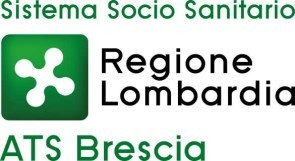 Sistema Socio Sanitario
Regione
Lombardia
ATS Brescia